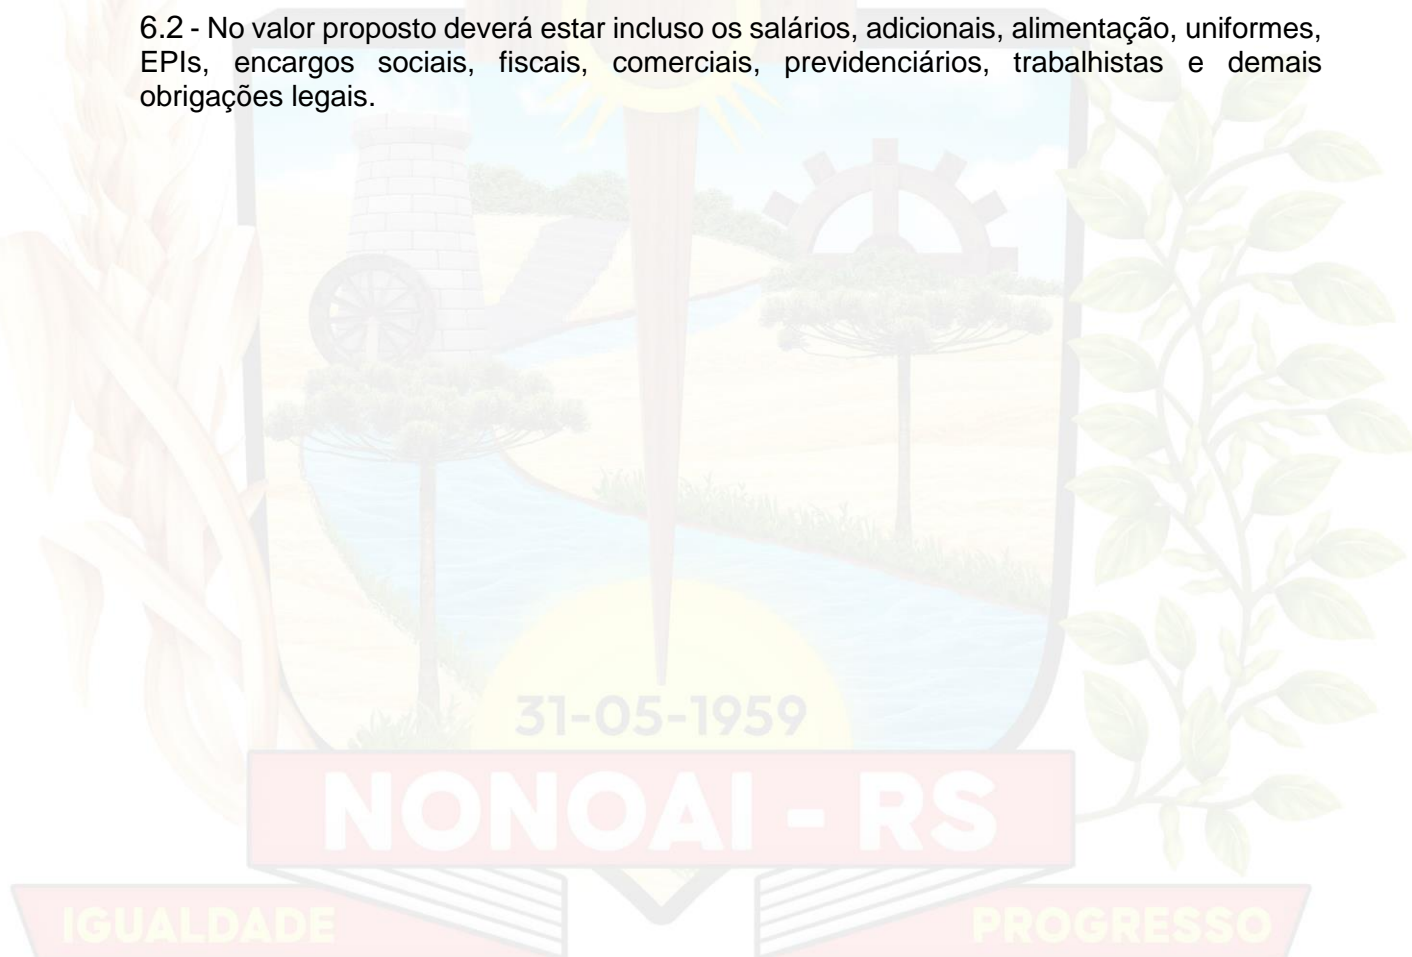 6.2 - No valor proposto deverá estar incluso os salários, adicionais, alimentação, uniformes,
EPIs, encargos sociais, fiscais, comerciais, previdenciários, trabalhistas e demais
obrigações legais.
31-05-1959
NONOAI - RS
IGUALDADE
PROGRESSO